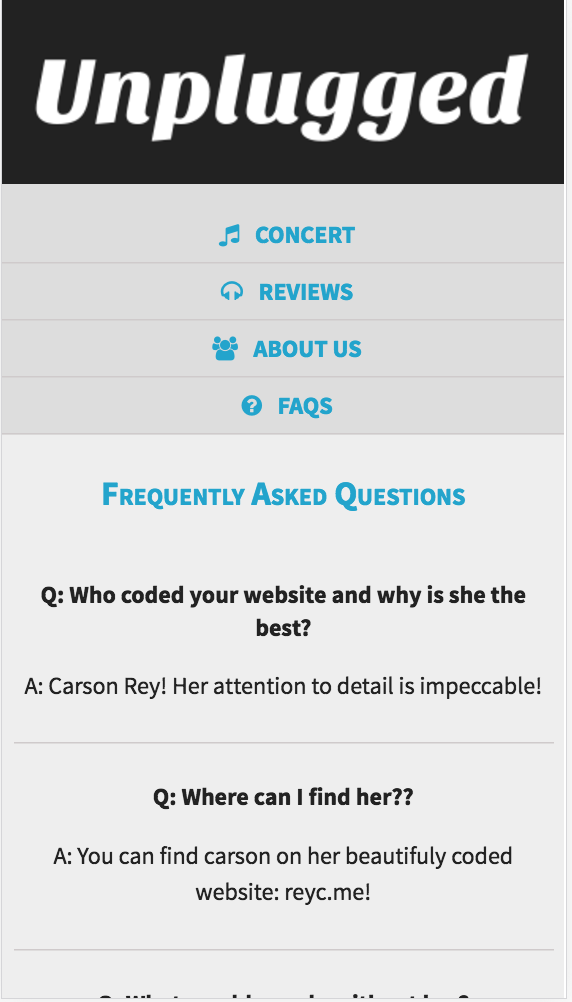 Unplugged
CONCERT
REVIEWS
ABOUT US
FAQS
Frequently Asked Questions
Q: Who coded your website and why is she the
best?
A: Carson Rey! Her attention to detail is impeccable!
Q: Where can I find her??
A: You can find carson on her beautifuly coded
website: reyc.me!